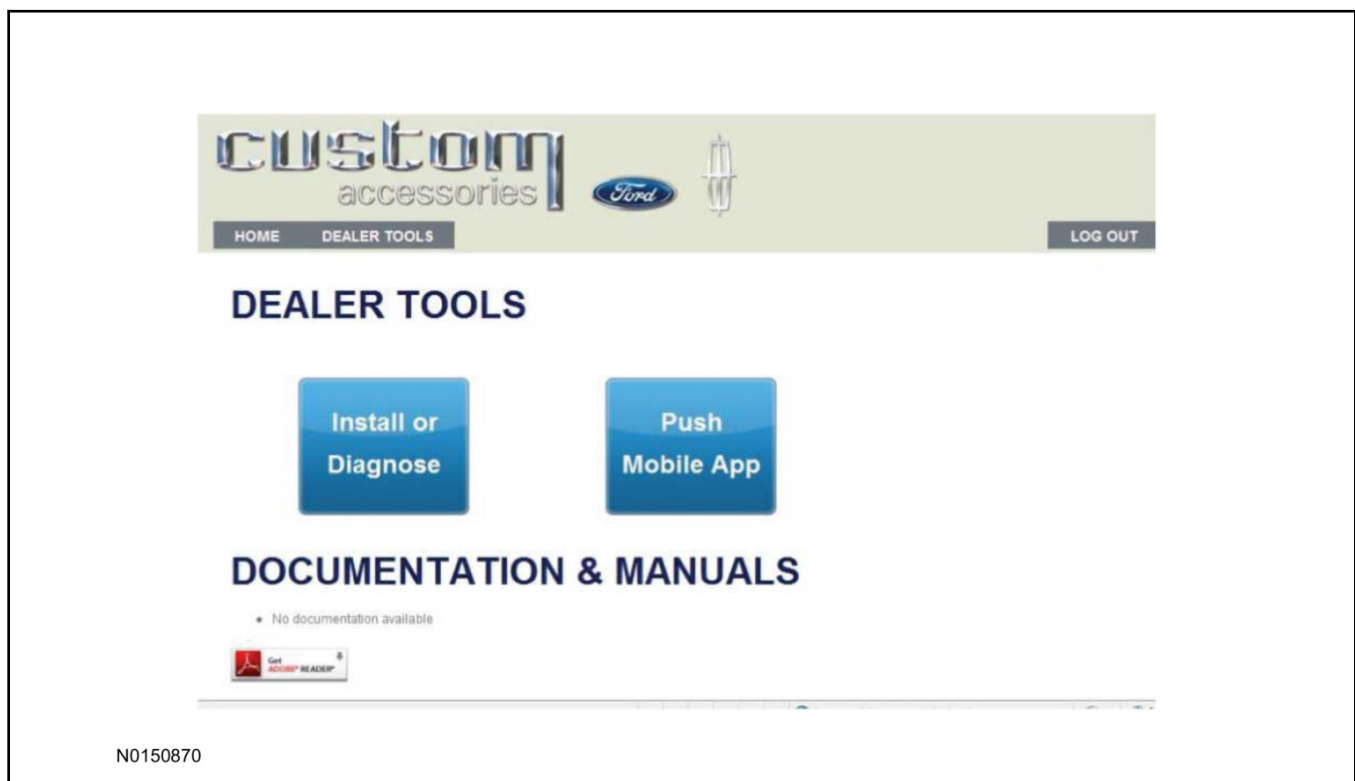 custom
accessories
Ford
HOME DEALER TOOLS LOG OUT
DEALER TOOLS
Install or
Diagnose
Push
Mobile App
DOCUMENTATION & MANUALS
• No documentation available
Get
ADOBE® READER®
N0150870